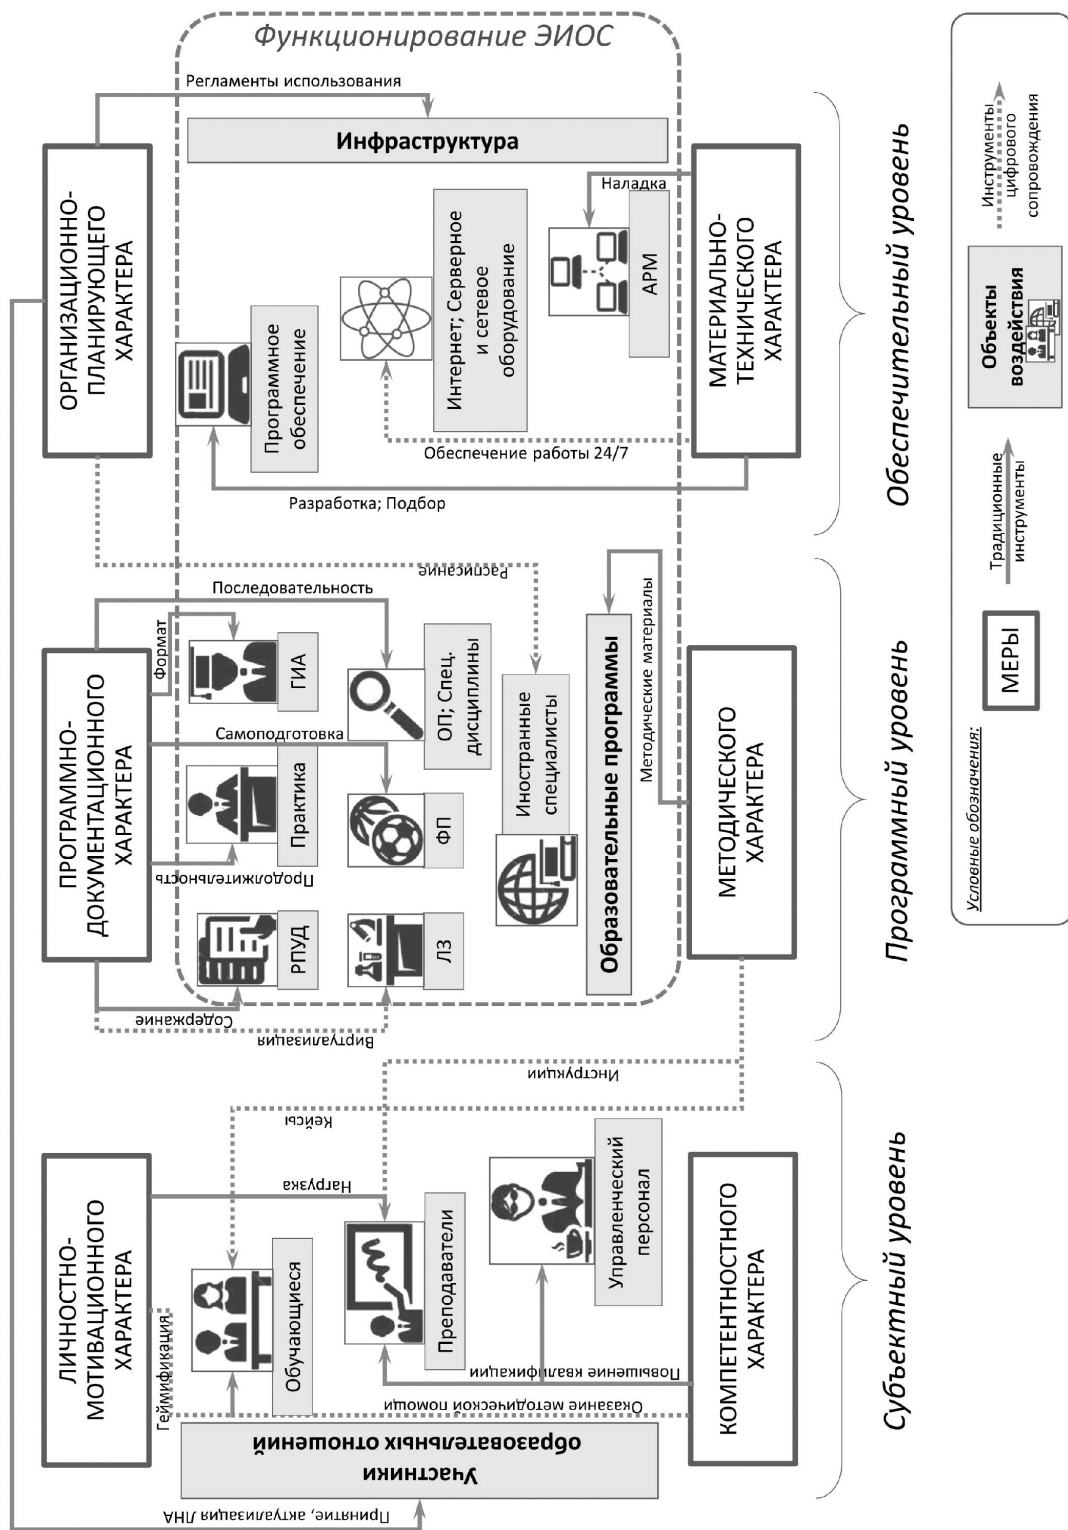 Функционирование ЭИОС
ЛИЧНОСТНО-
МОТИВАЦИОННОГО
ХАРАКТЕРА
ПРОГРАММНО-
ДОКУМЕНТАЦИОННОГО
ХАРАКТЕРА
ОРГАНИЗАЦИОННО-
ПЛАНИРУЮЩЕГО
ХАРАКТЕРА
Принятие, актуализация ЛНА
Геймификация
Нагрузка
Кейсы
Инструкции
Содержание
Виртуализация
Продолжительность
Самоподготовка
Формат
Последовательность
Расписание
Регламенты использования
Участники
образовательных отношений
Обучающиеся
Преподаватели
Управленческий
персонал
Оказание методической помощи
Повышение квалификации
РПУД
Практика
ГИА
ЛЗ
ФП
ОП; Спец.
дисциплины
Иностранные
специалисты
Образовательные программы
Методические материалы
Программное
обеспечение
Интернет; Серверное
и сетевое
оборудование
АРМ
Инфраструктура
Разработка; Подбор
Обеспечение работы 24/7
Наладка
КОМПЕТЕНТНОСТНОГО
ХАРАКТЕРА
МЕТОДИЧЕСКОГО
ХАРАКТЕРА
МАТЕРИАЛЬНО-
ТЕХНИЧЕСКОГО
ХАРАКТЕРА
Субъектный уровень
Программный уровень
Обеспечительный уровень
Условные обозначения:
МЕРЫ
Традиционные
инструменты
Объекты
воздействия
Инструменты
цифрового
сопровождения